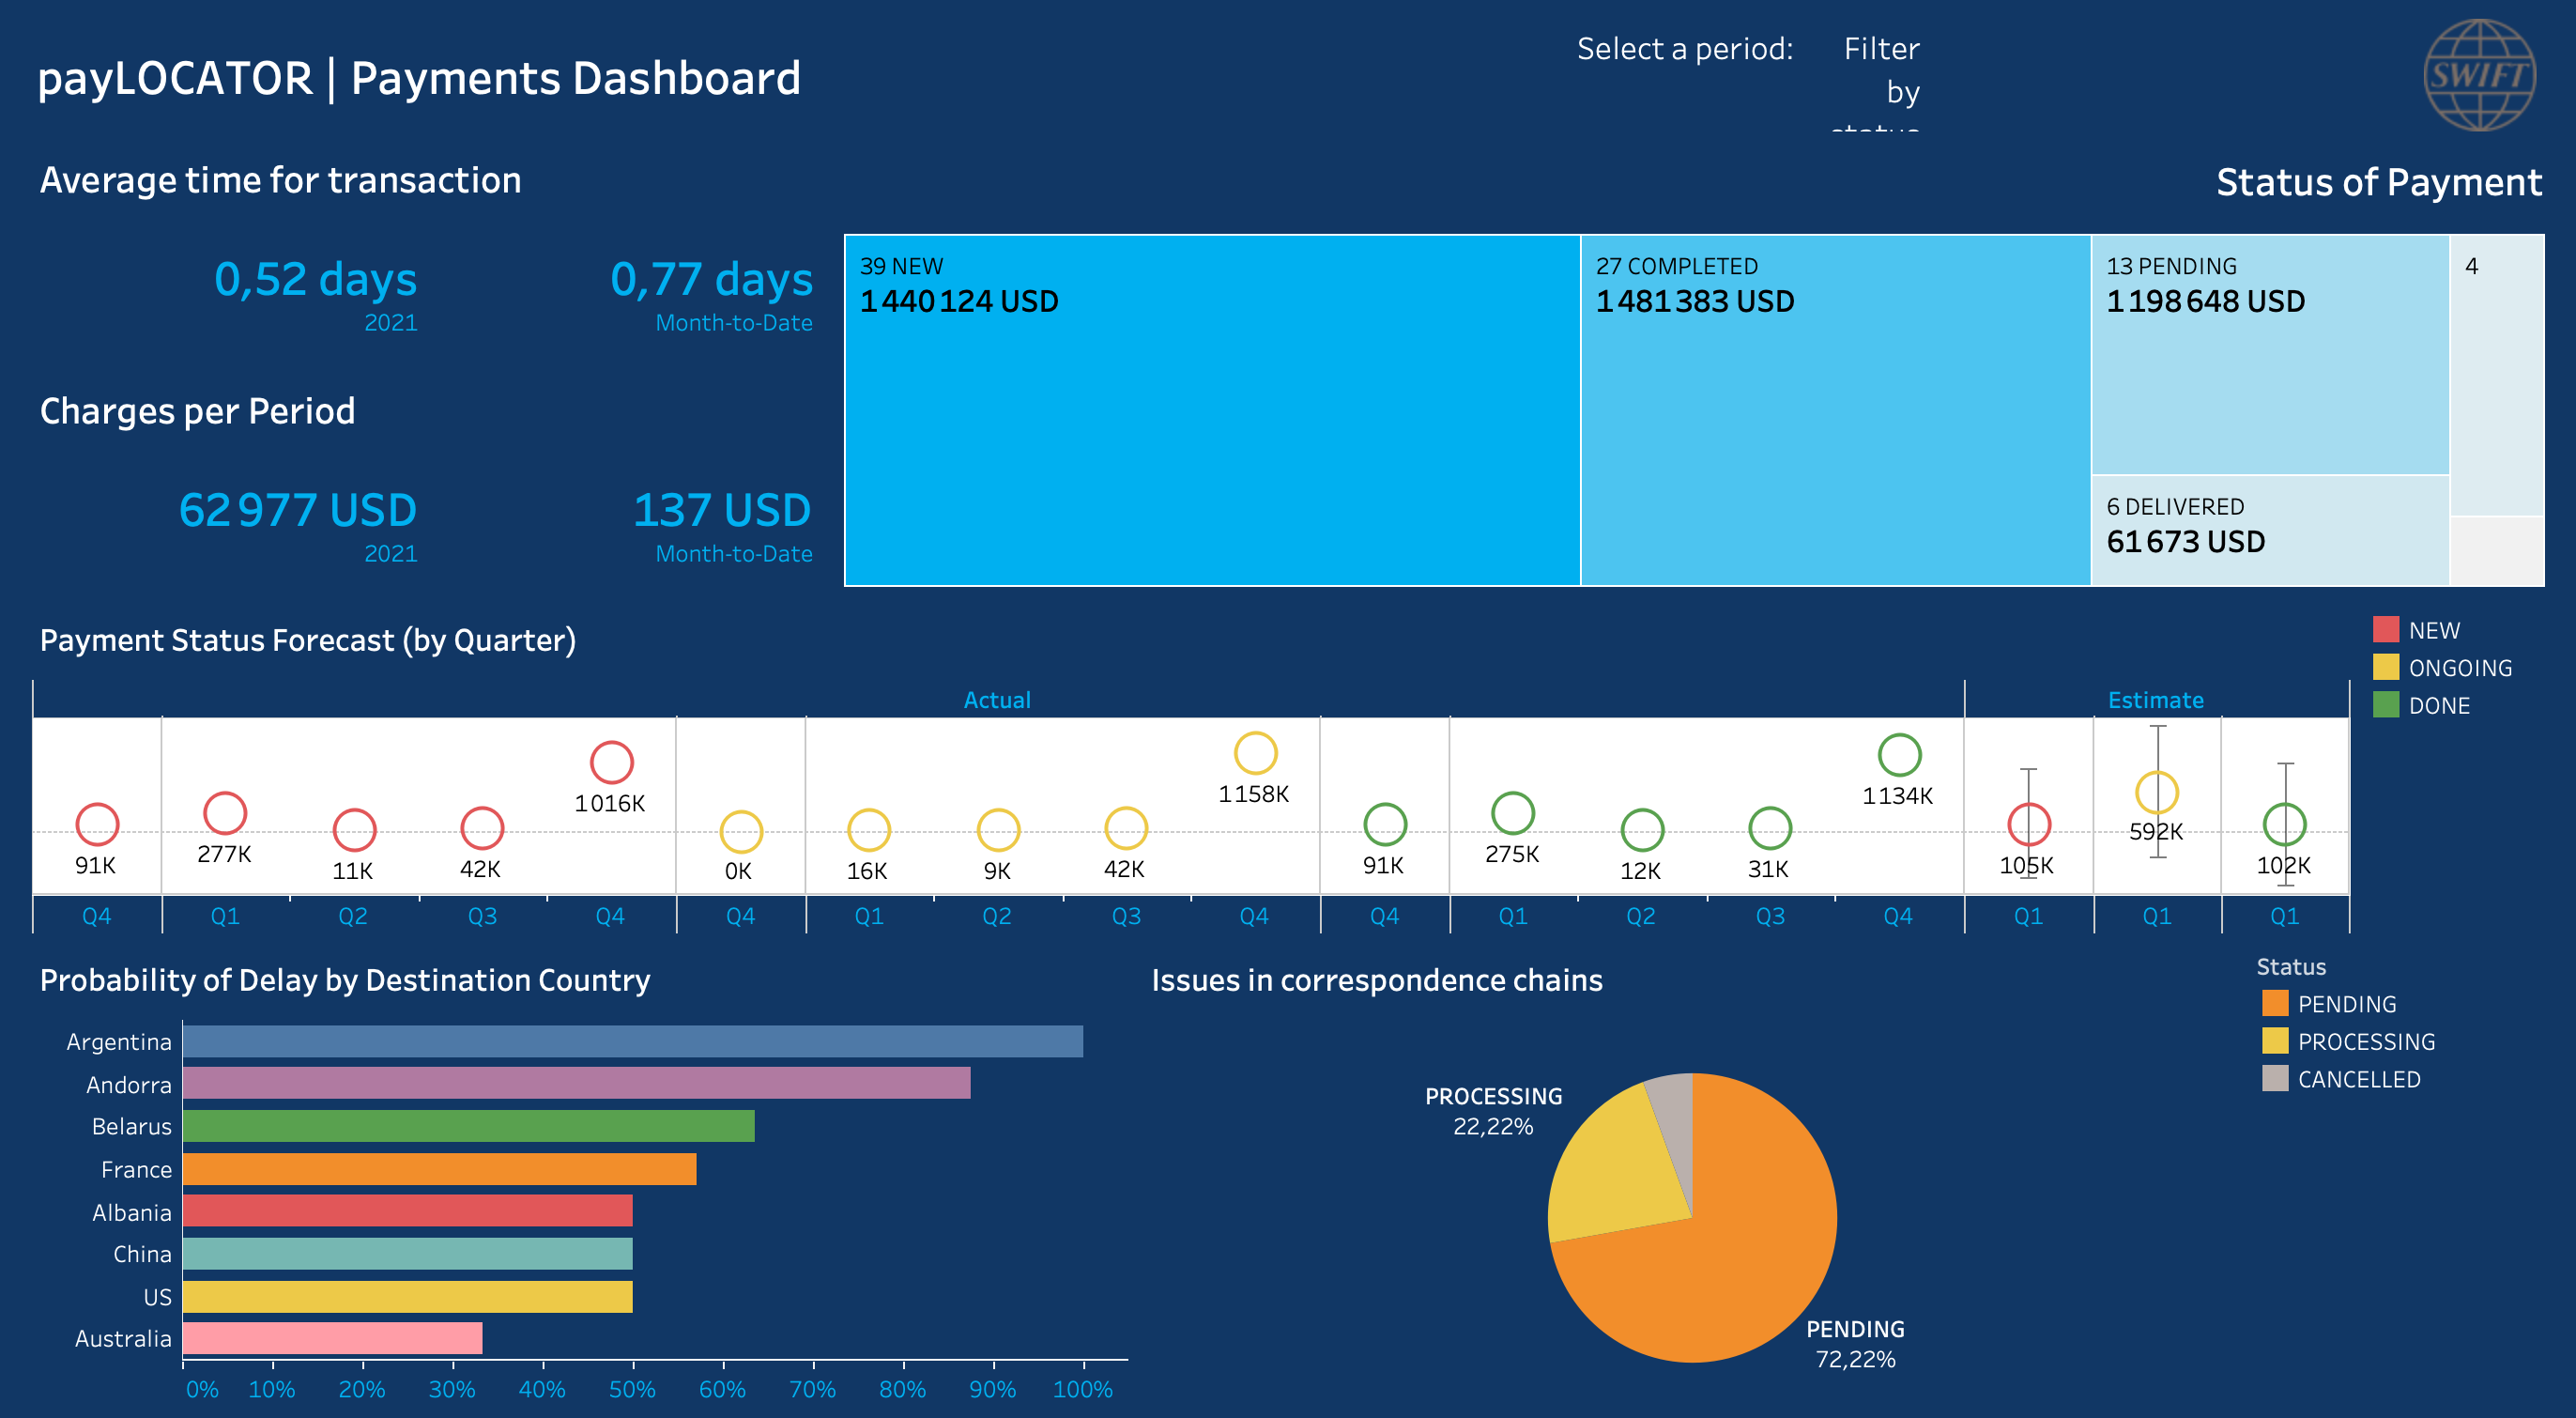 payLOCATOR | Payments Dashboard
Select a period:
Filter
by
status
SWIFT
Average time for transaction
Status of Payment
0,52 days
2021
0,77 days
Month-to-Date
Charges per Period
62 977 USD
2021
137 USD
Month-to-Date
39 NEW
1 440 124 USD
27 COMPLETED
1 481 383 USD
13 PENDING
1 198 648 USD
4
6 DELIVERED
61 673 USD
Payment Status Forecast (by Quarter)
NEW
ONGOING
DONE
Actual
Estimate
91K
277K
11K
42K
1 016K
0K
16K
9K
42K
1 158K
91K
275K
12K
31K
1 134K
105K
592K
102K
Q4
Q1
Q2
Q3
Q4
Q4
Q1
Q2
Q3
Q4
Q4
Q1
Q2
Q3
Q4
Q1
Q1
Q1
Probability of Delay by Destination Country
Argentina
Andorra
Belarus
France
Albania
China
US
Australia
0%
10%
20%
30%
40%
50%
60%
70%
80%
90%
100%
Issues in correspondence chains
PROCESSING
22,22%
PENDING
72,22%
Status
PENDING
PROCESSING
CANCELLED